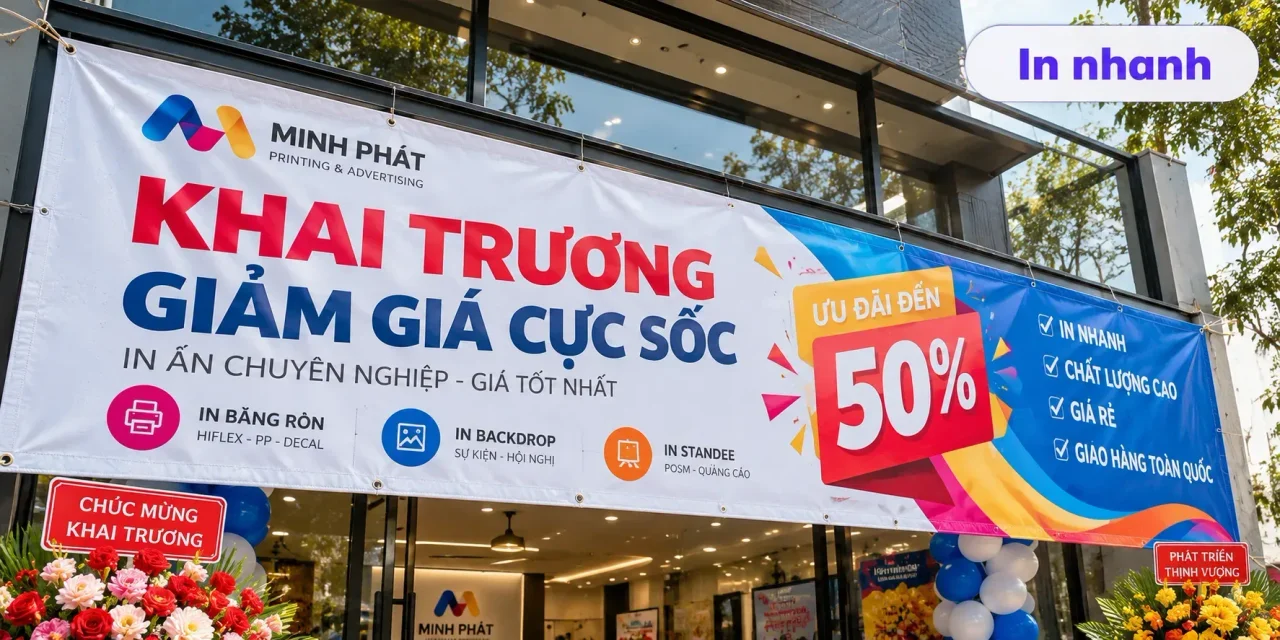 In nhanh
MINH PHÁT
PRINTING & ADVERTISING
KHAI TRƯƠNG
GIẢM GIÁ CỰC SỐC
IN ẤN CHUYÊN NGHIỆP - GIÁ TỐT NHẤT
IN BĂNG RÔN
HIFLEX - PP - DECAL
IN BACKDROP
SỰ KIỆN - HỘI NGHỊ
IN STANDEE
POSM - QUẢNG CÁO
ƯU ĐÃI ĐẾN
50%
IN NHANH
CHẤT LƯỢNG CAO
GIÁ RẺ
GIAO HÀNG TOÀN QUỐC
CHÚC MỪNG
KHAI TRƯƠNG
PHÁT TRIỂN
THỊNH VƯỢNG
MINH PHÁT